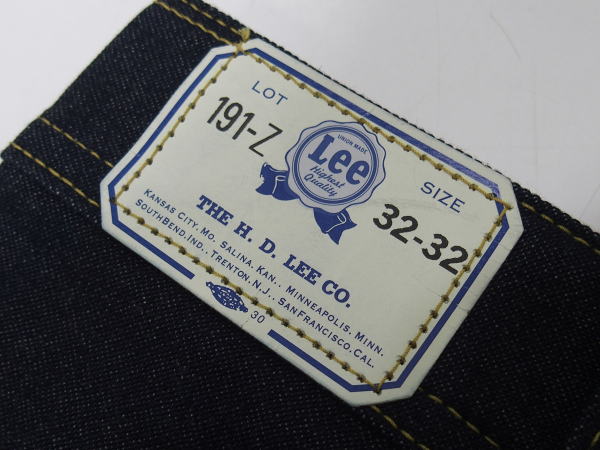 LOT
191-Z
UNION MADE
Lee
Highest
Quality
SIZE
32-32
THE H. D. LEE CO.
KANSAS CITY, MO. SALINA, KAN., MINNEAPOLIS, MINN.
SOUTHBEND, IND., TRENTON, N.J., SANFRANCISCO, CAL.
30